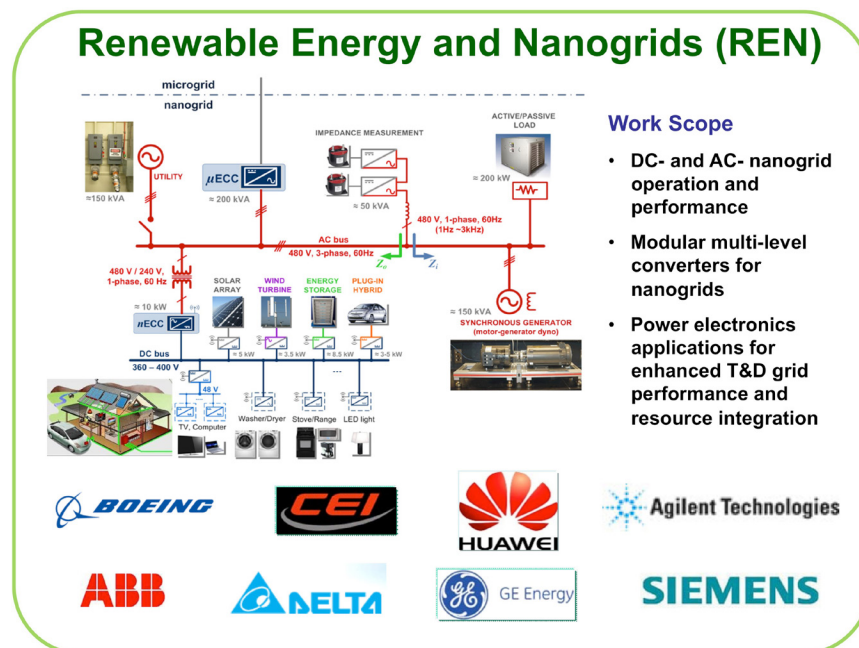 Renewable Energy and Nanogrids (REN)
microgrid
nanogrid
UTILITY
≈150 kVA
μECC
≈ 200 kVA
IMPEDANCE MEASUREMENT
≈ 50 kVA
ACTIVE/PASSIVE
LOAD
≈ 200 kW
480 V, 1-phase, 60Hz
(1Hz ~3kHz)
AC bus
480 V, 3-phase, 60Hz
Zo
Zi
480 V / 240 V,
1-phase, 60 Hz
≈ 10 kW
nECC
SOLAR
ARRAY
WIND
TURBINE
ENERGY
STORAGE
PLUG-IN
HYBRID
≈ 5 kW
≈ 3.5 kW
≈ 8.5 kW
≈ 3-5 kW
DC bus
360 – 400 V
48 V
...
TV, Computer
Washer/Dryer
Stove/Range
LED light
≈ 150 kVA
SYNCHRONOUS GENERATOR
(motor-generator dyno)
Work Scope
• DC- and AC- nanogrid
operation and
performance
• Modular multi-level
converters for
nanogrids
• Power electronics
applications for
enhanced T&D grid
performance and
resource integration
BOEING
CEI
HUAWEI
Agilent Technologies
ABB
DELTA
GE Energy
SIEMENS